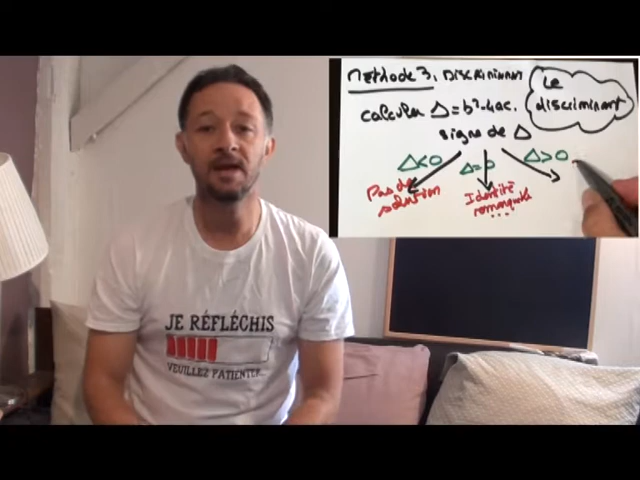 Méthode 3. Discriminant
Le
discriminant
calculer Δ = b²-4ac.
signe de Δ
Δ<0
Δ=0
Δ>0
Pas de
solution
Identité
remarquable
...
JE RÉFLÉCHIS
VEUILLEZ PATIENTER...